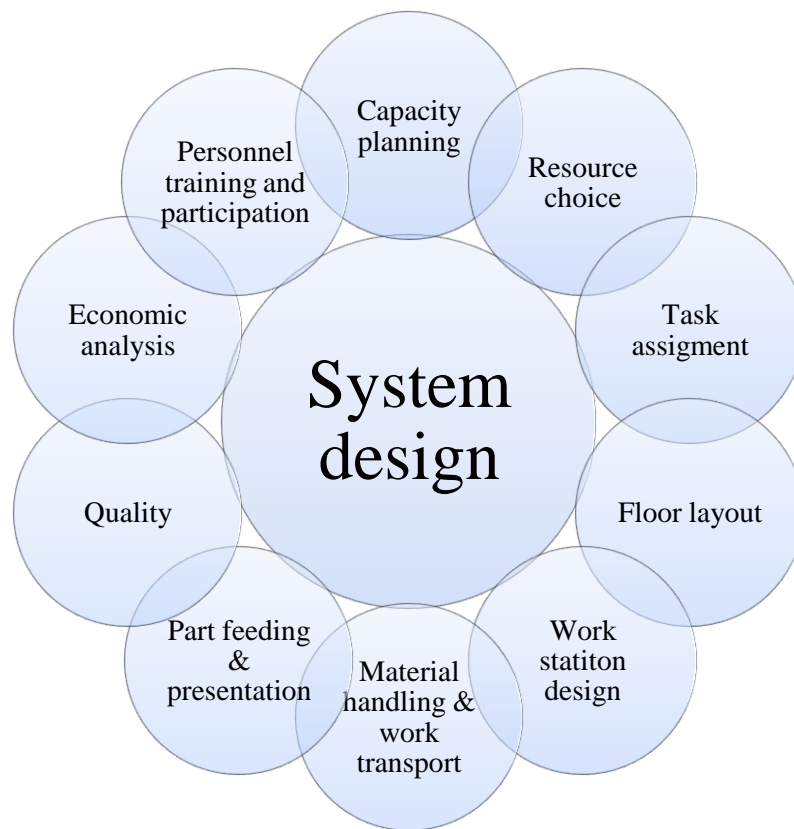 Capacity
planning
Resource
choice
Task
assigment
Floor layout
Work
statiton
design
Material
handling &
work
transport
Part feeding
&
presentation
Quality
Economic
analysis
Personnel
training and
participation
System
design